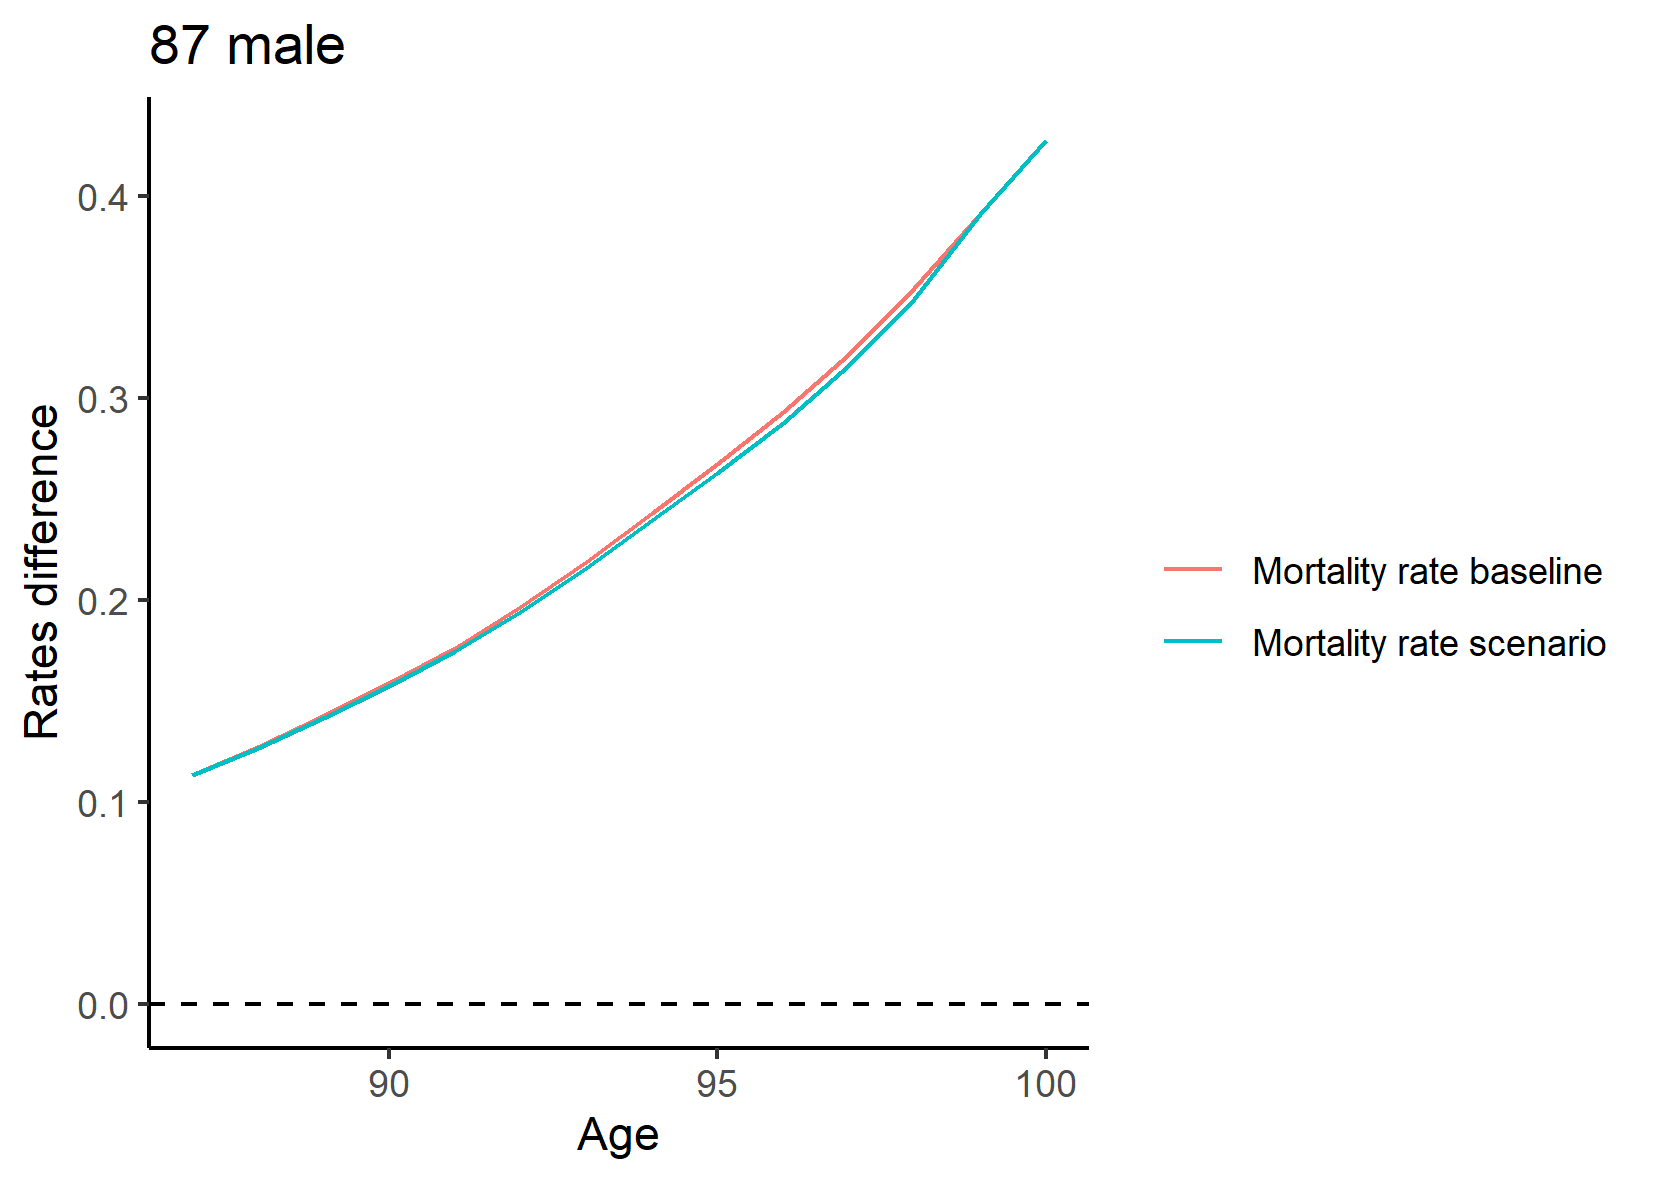 87 male
Rates difference
0.4
0.3
0.2
0.1
0.0
90
95
100
Age
Mortality rate baseline
Mortality rate scenario